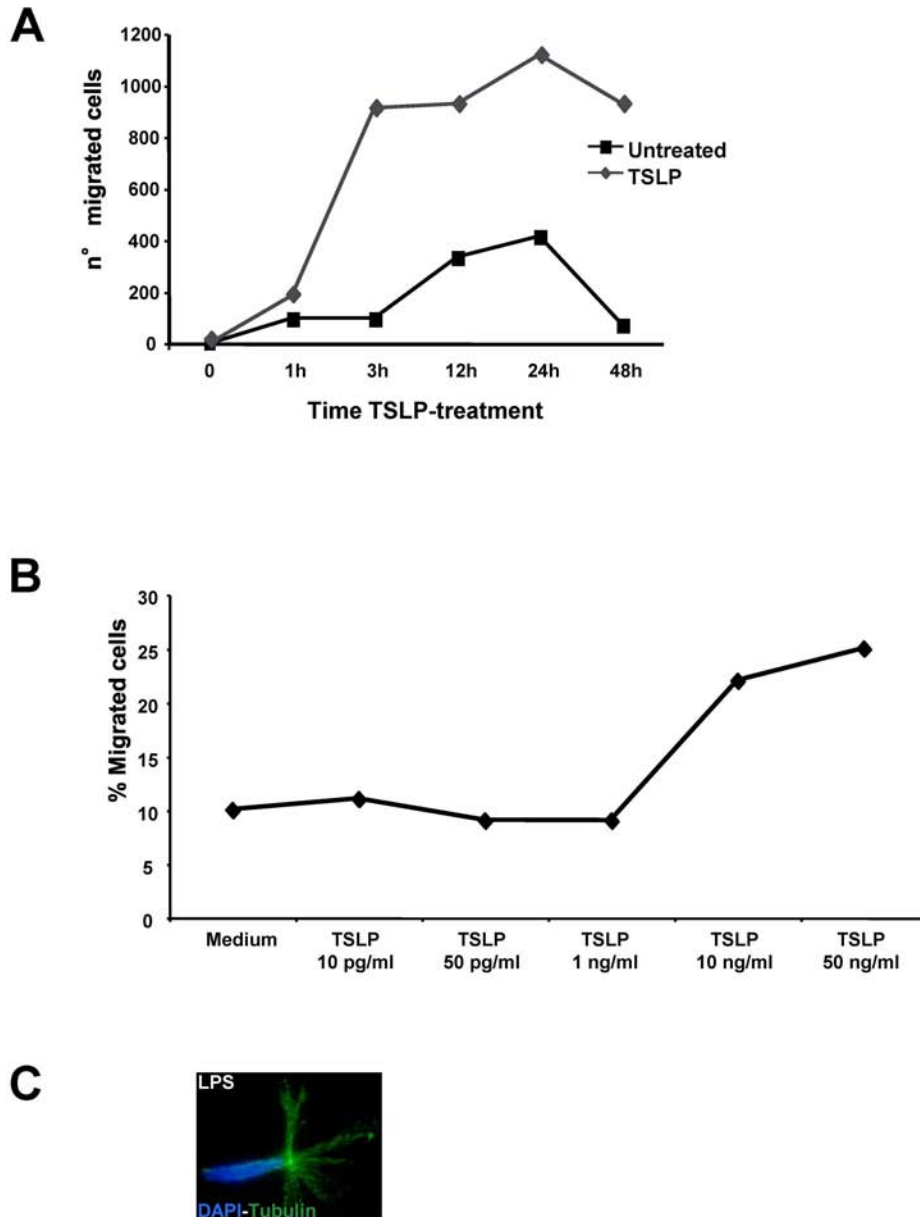 A
1200
1000
800
600
400
200
0
n° migrated cells
Untreated
TSLP
0 1h 3h 12h 24h 48h
Time TSLP-treatment
B
30
25
20
15
10
5
0
% Migrated cells
Medium TSLP TSLP TSLP TSLP TSLP
10 pg/ml 50 pg/ml 1 ng/ml 10 ng/ml 50 ng/ml
C
LPS
DAPI-Tubulin